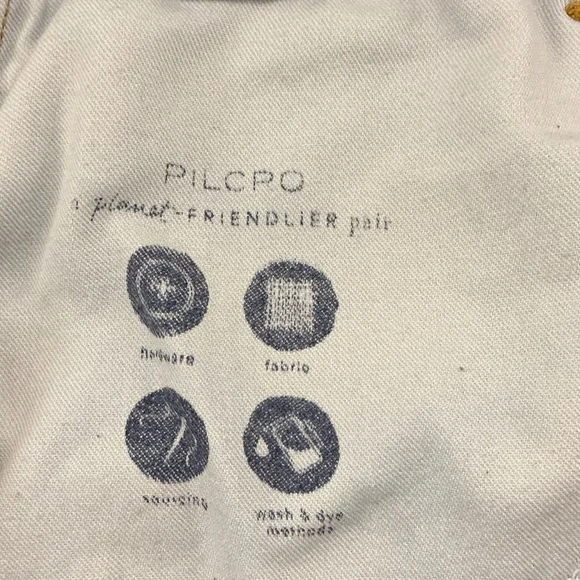 PILCRO
a planet-FRIENDLIER pair
hardware
fabric
sourcing
wash & dye
methods